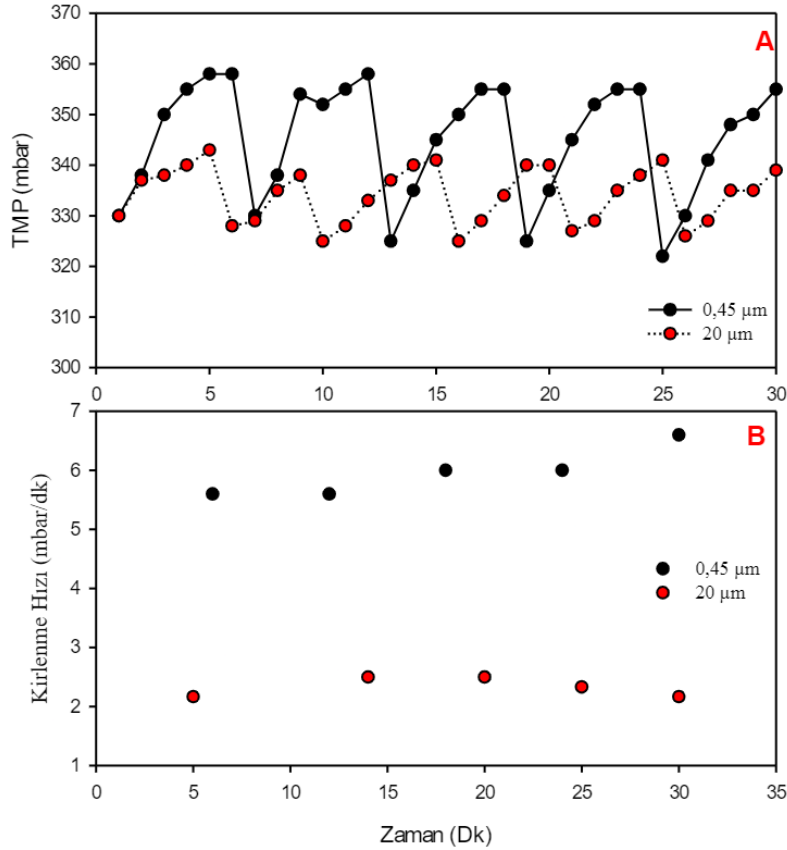 A
370
360
350
340
330
320
310
300
TMP (mbar)
0,45 µm
20 µm
0 5 10 15 20 25 30
B
7
6
5
4
3
2
1
Kirlenme Hızı (mbar/dk)
0,45 µm
20 µm
0 5 10 15 20 25 30 35
Zaman (Dk)